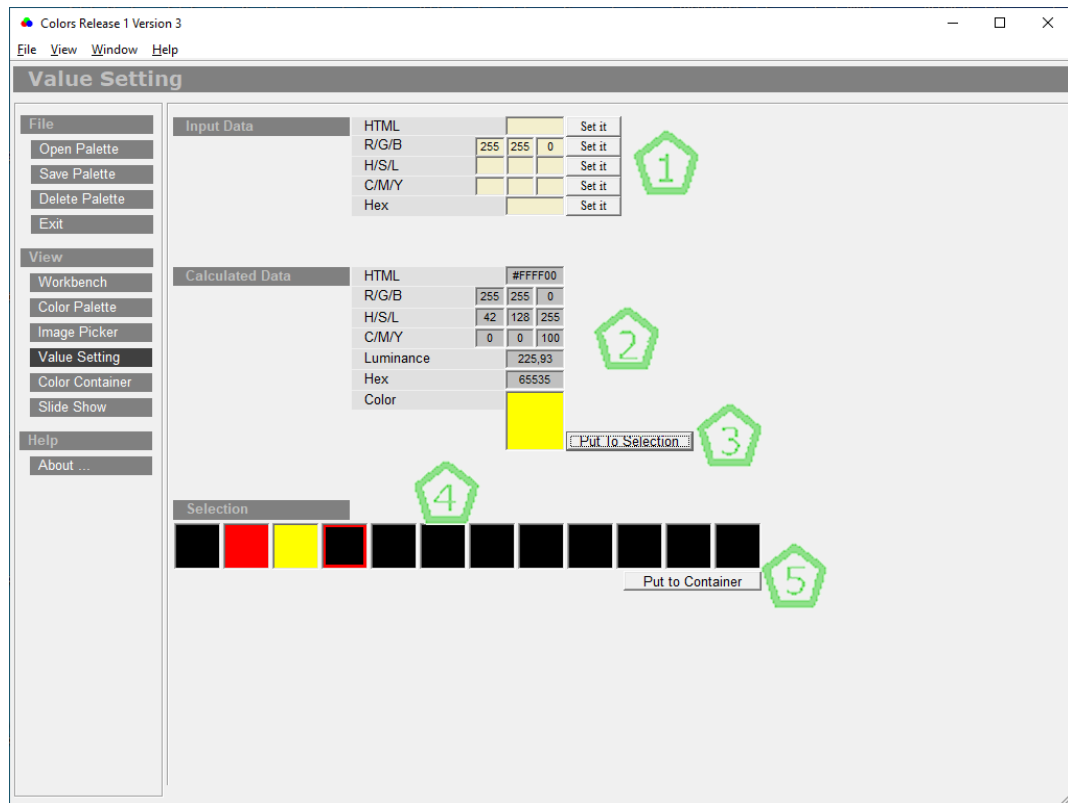 Colors Release 1 Version 3
File View Window Help
Value Setting
File
Open Palette
Save Palette
Delete Palette
Exit
View
Workbench
Color Palette
Image Picker
Value Setting
Color Container
Slide Show
Help
About ...
Input Data
HTML Set it
R/G/B 255 255 0 Set it
H/S/L Set it
C/M/Y Set it
Hex Set it
1
Calculated Data
HTML #FFFF00
R/G/B 255 255 0
H/S/L 42 128 255
C/M/Y 0 0 100
Luminance 225,93
Hex 65535
Color
2
Put To Selection
3
4
Selection
Put to Container
5